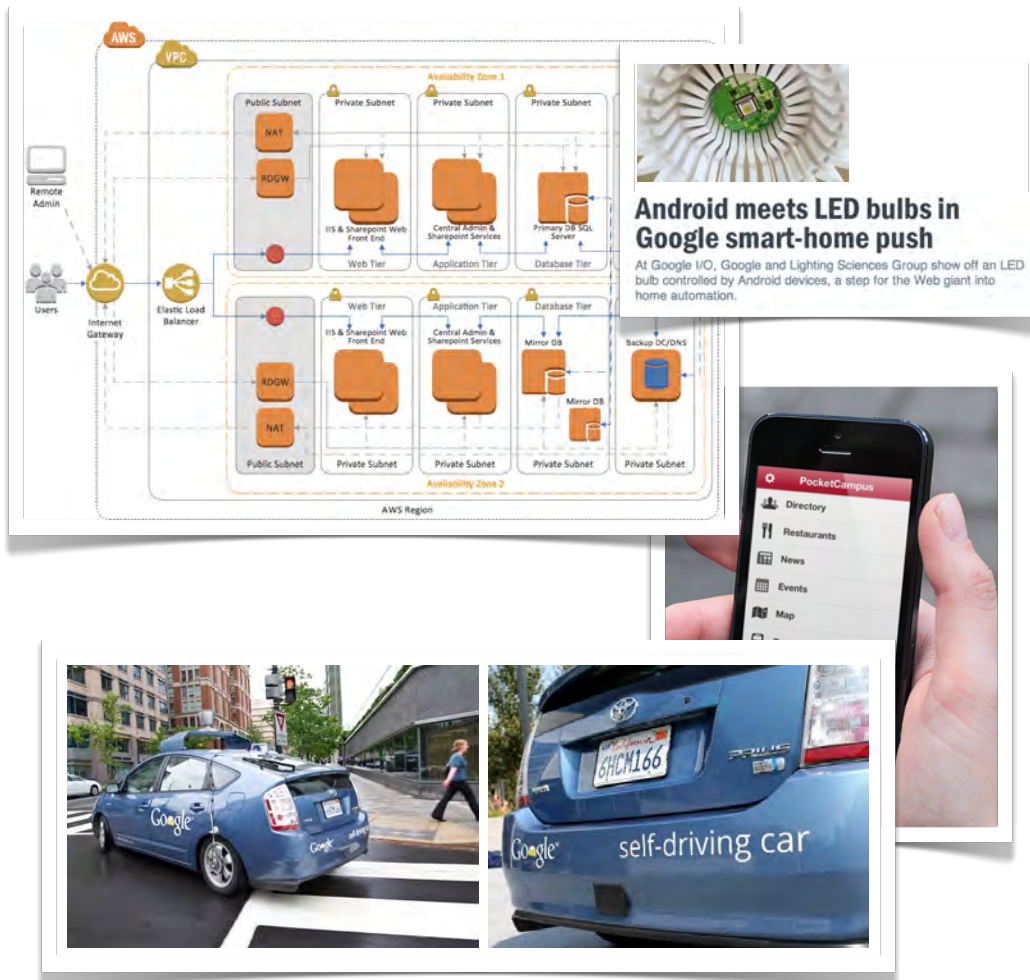 AWS
VPC
Availability Zone 1
Public Subnet
Private Subnet
Private Subnet
Private Subnet
NAT
RDGW
Remote
Admin
IIS & Sharepoint Web
Front End
Central Admin &
Sharepoint Services
Primary DB SQL
Server
Web Tier
Application Tier
Database Tier
Users
Internet
Gateway
Elastic Load
Balancer
Web Tier
Application Tier
Database Tier
IIS & Sharepoint Web
Front End
Central Admin &
Sharepoint Services
Mirror DB
Backup DC/DNS
RDGW
Mirror DB
NAT
Public Subnet
Private Subnet
Private Subnet
Private Subnet
Private Subnet
Availability Zone 2
AWS Region
Android meets LED bulbs in
Google smart-home push
At Google I/O, Google and Lighting Sciences Group show off an LED
bulb controlled by Android devices, a step for the Web giant into
home automation.
PocketCampus
Directory
Restaurants
News
Events
Map
Google
Google
self-driving
California
6HCM166
PRIUS
Google
self-driving car